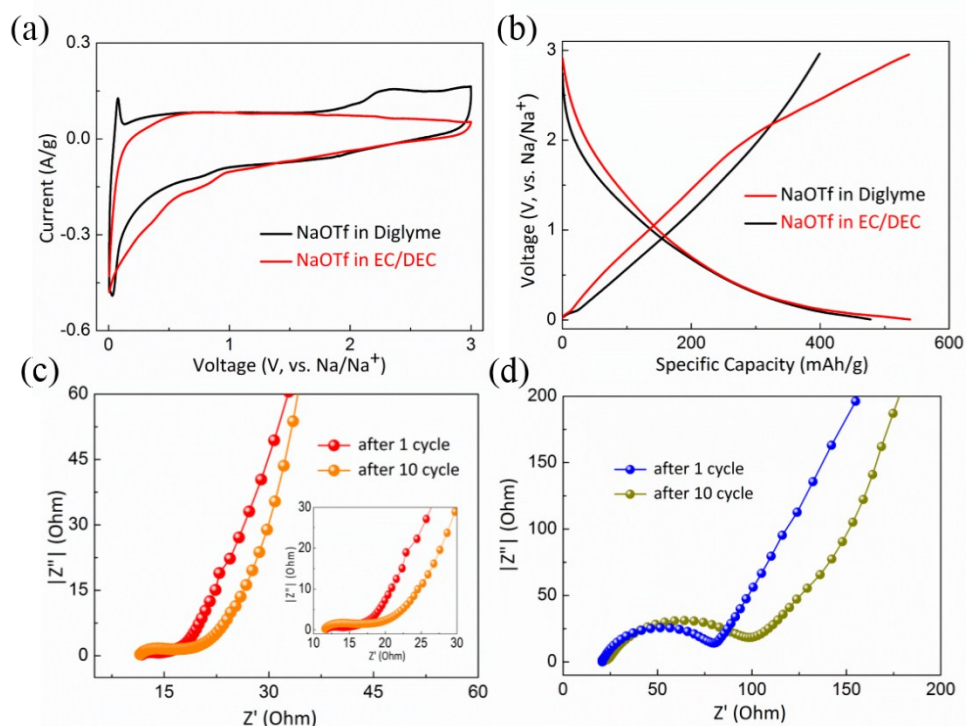 (a)
0.3
0.0
-0.3
-0.6
Current (A/g)
NaOTf in Diglyme
NaOTf in EC/DEC
0
1
2
3
Voltage (V, vs. Na/Na⁺)
(b)
3
2
1
0
Voltage (V, vs. Na/Na⁺)
NaOTf in Diglyme
NaOTf in EC/DEC
0
200
400
600
Specific Capacity (mAh/g)
(c)
60
45
30
15
0
|Z"| (Ohm)
after 1 cycle
after 10 cycle
30
20
10
0
|Z"| (Ohm)
10
15
20
25
30
Z' (Ohm)
15
30
45
60
Z' (Ohm)
(d)
200
150
100
50
0
|Z"| (Ohm)
after 1 cycle
after 10 cycle
0
50
100
150
200
Z' (Ohm)